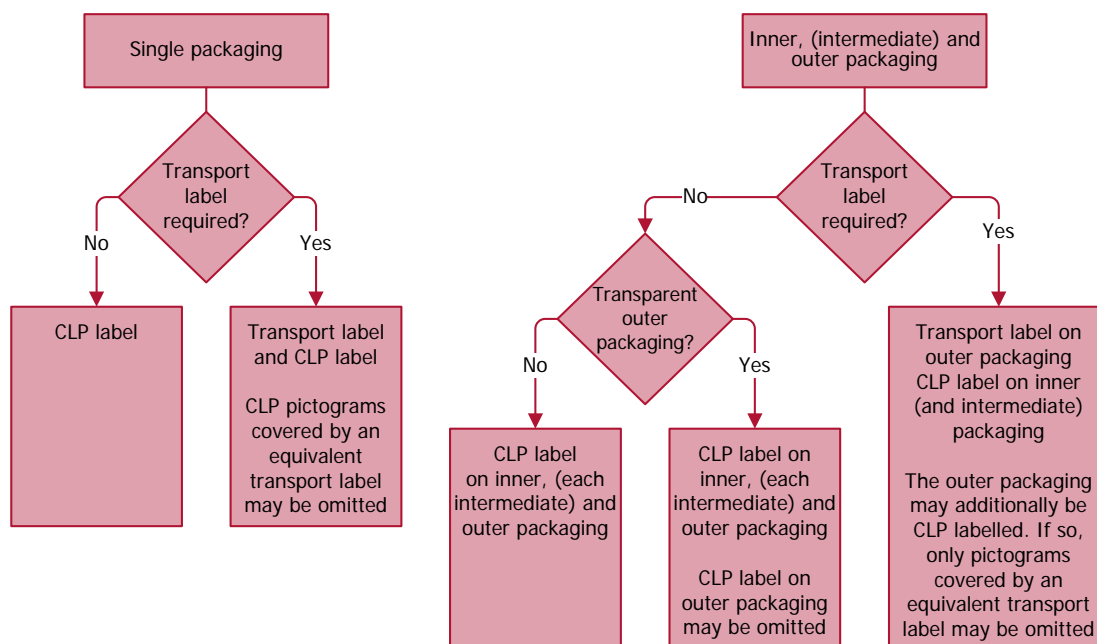 Single packaging
Transport
label
required?
No
Yes
CLP label
Transport label
and CLP label
CLP pictograms
covered by an
equivalent
transport label
may be omitted
Inner, (intermediate) and
outer packaging
Transport
label
required?
No
Yes
Transparent
outer
packaging?
No
Yes
CLP label
on inner, (each
intermediate) and
outer packaging
CLP label on
inner, (each
intermediate) and
outer packaging
CLP label on
outer packaging
may be omitted
Transport label on
outer packaging
CLP label on inner
(and intermediate)
packaging
The outer packaging
may additionally be
CLP labelled. If so,
only pictograms
covered by an
equivalent transport
label may be omitted